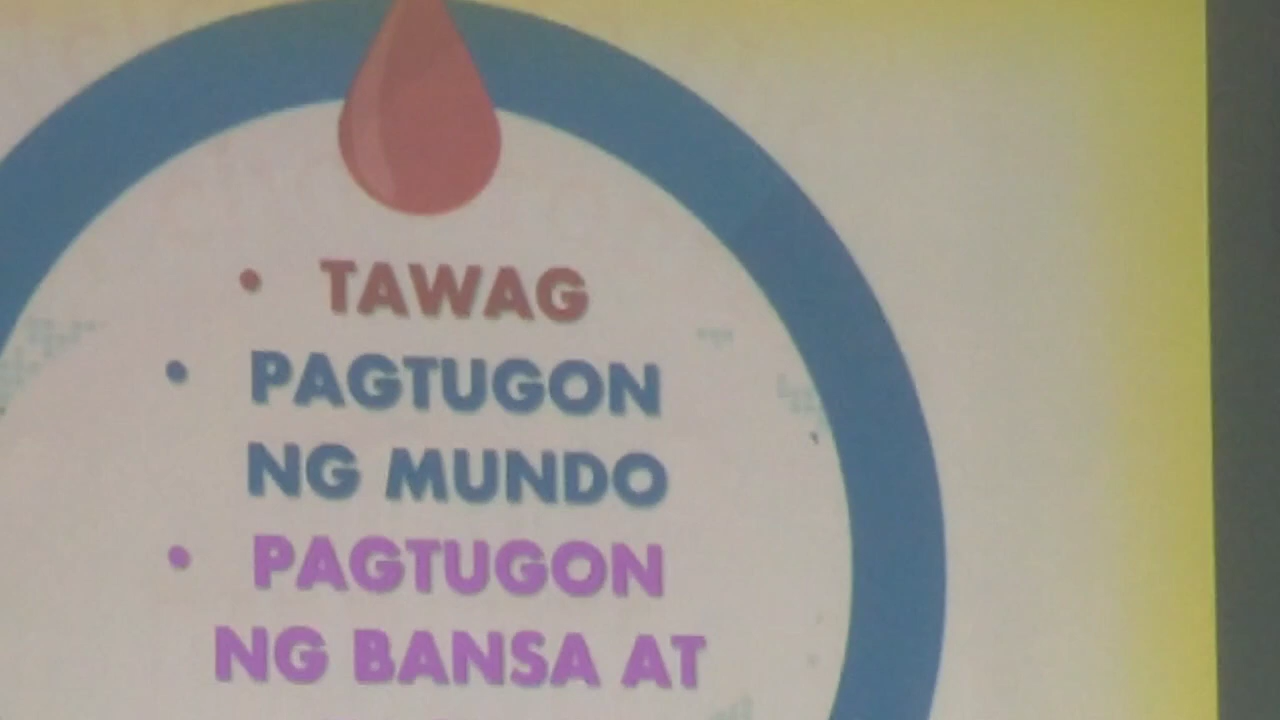 • TAWAG
• PAGTUGON
NG MUNDO
• PAGTUGON
NG BANSA AT